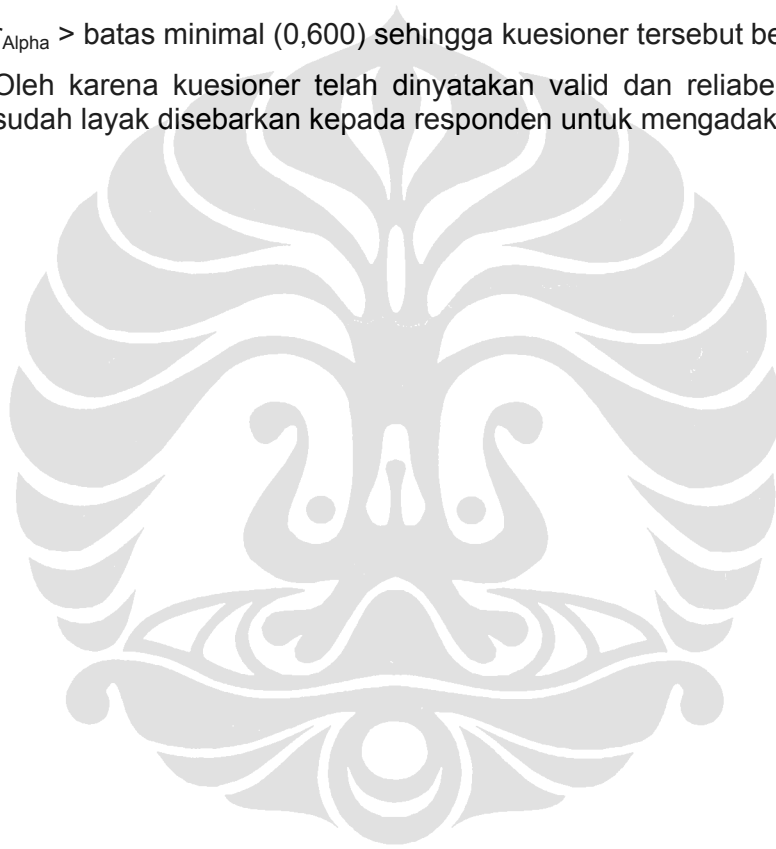 r_Alpha > batas minimal (0,600) sehingga kuesioner tersebut be
Oleh karena kuesioner telah dinyatakan valid dan reliabe
sudah layak disebarkan kepada responden untuk mengadak